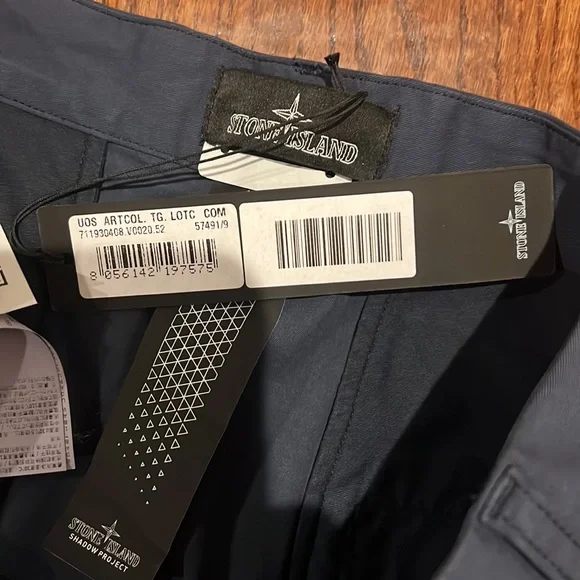 STONE ISLAND
UOS ARTCOL. TG. LOTC COM
711930408.V0020.52 57491/9
8 056142 197575
STONE ISLAND
STONE ISLAND
SHADOW PROJECT